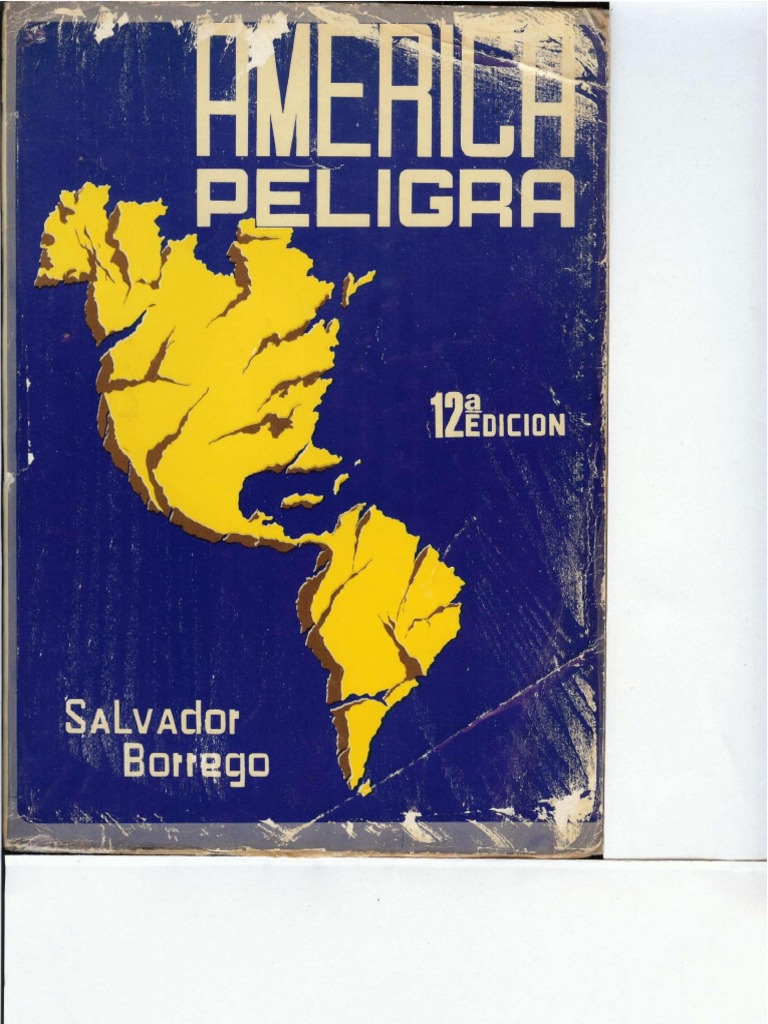 AMERICA
PELIGRA
12ª
EDICION
SALVADOR
BORREGO